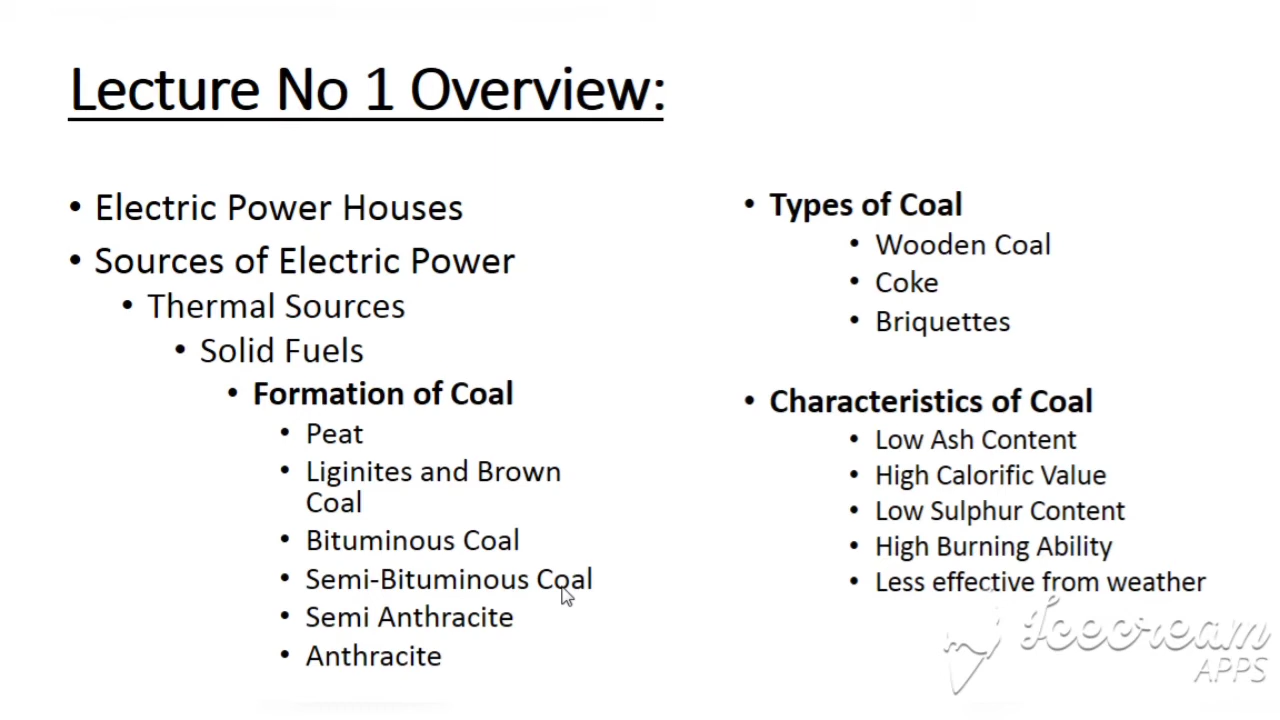 Lecture No 1 Overview:
• Electric Power Houses
• Sources of Electric Power
• Thermal Sources
• Solid Fuels
• Formation of Coal
• Peat
• Liginites and Brown
Coal
• Bituminous Coal
• Semi-Bituminous Coal
• Semi Anthracite
• Anthracite
• Types of Coal
• Wooden Coal
• Coke
• Briquettes
• Characteristics of Coal
• Low Ash Content
• High Calorific Value
• Low Sulphur Content
• High Burning Ability
• Less effective from weather
Icecream
APPS